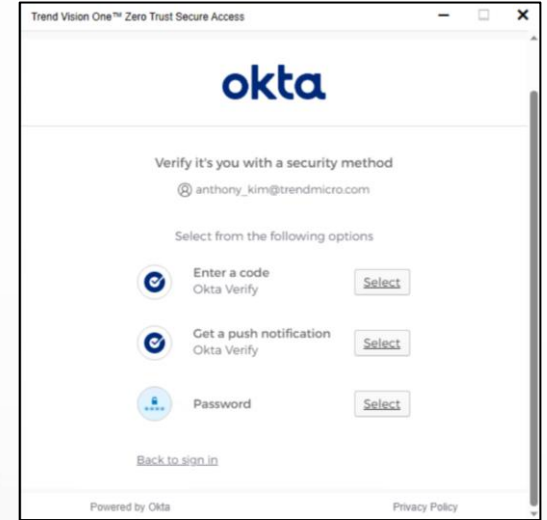 Trend Vision One™ Zero Trust Secure Access
okta
Verify it's you with a security method
anthony_kim@trendmicro.com
Select from the following options
Enter a code
Okta Verify
Select
Get a push notification
Okta Verify
Select
Password
Select
Back to sign in
Powered by Okta
Privacy Policy